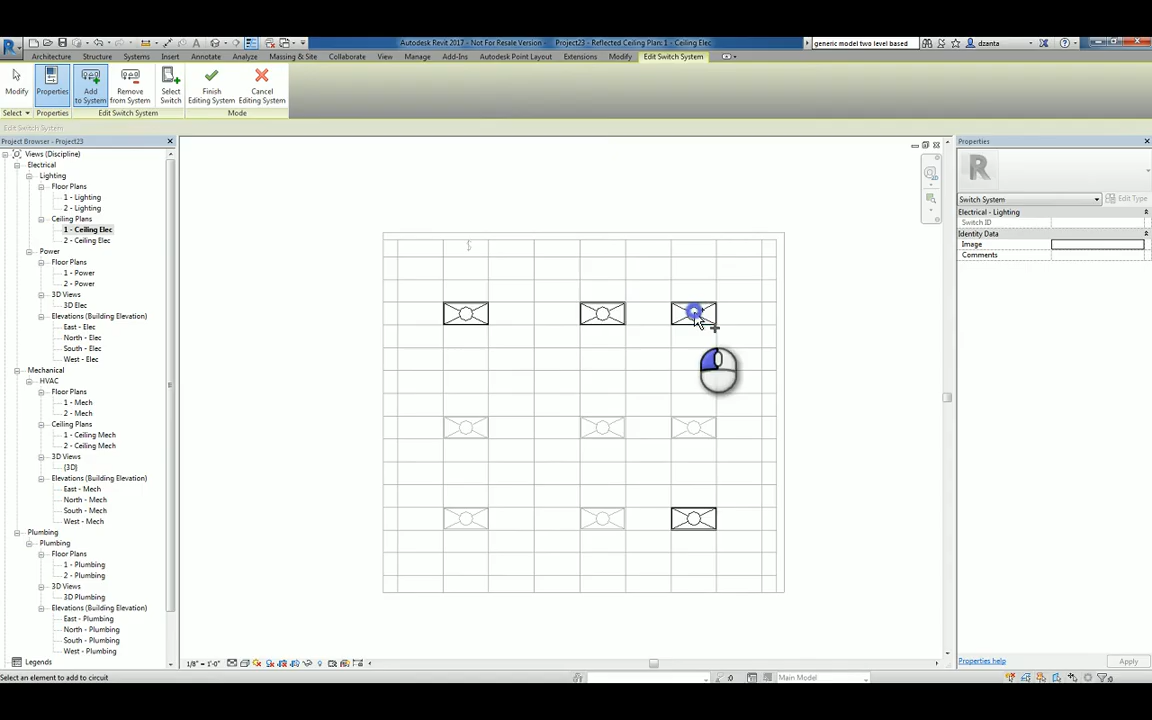 Autodesk Revit 2017 - Not For Resale Version - Project23 - Reflected Ceiling Plan: 1 - Ceiling Elec
generic model two level based
dzanta
Architecture Structure Systems Insert Annotate Analyze Massing & Site Collaborate View Manage Add-Ins Autodesk Point Layout Extensions Modify Edit Switch System
Modify Properties Add to System Remove from System Select Switch Finish Editing System Cancel Editing System
Select Properties Edit Switch System Mode
Edit Switch System
Project Browser - Project23
Views (Discipline)
Electrical
Lighting
Floor Plans
1 - Lighting
2 - Lighting
Ceiling Plans
1 - Ceiling Elec
2 - Ceiling Elec
Power
Floor Plans
1 - Power
2 - Power
3D Views
3D Elec
Elevations (Building Elevation)
East - Elec
North - Elec
South - Elec
West - Elec
Mechanical
HVAC
Floor Plans
1 - Mech
2 - Mech
Ceiling Plans
1 - Ceiling Mech
2 - Ceiling Mech
3D Views
{3D}
Elevations (Building Elevation)
East - Mech
North - Mech
South - Mech
West - Mech
Plumbing
Plumbing
Floor Plans
1 - Plumbing
2 - Plumbing
3D Views
3D Plumbing
Elevations (Building Elevation)
East - Plumbing
North - Plumbing
South - Plumbing
West - Plumbing
Legends
$
Properties
R
Switch System
Edit Type
Electrical - Lighting
Switch ID
Identity Data
Image
Comments
Properties help
Apply
1/8" = 1'-0"
Select an element to add to circuit
:0
Main Model
:0